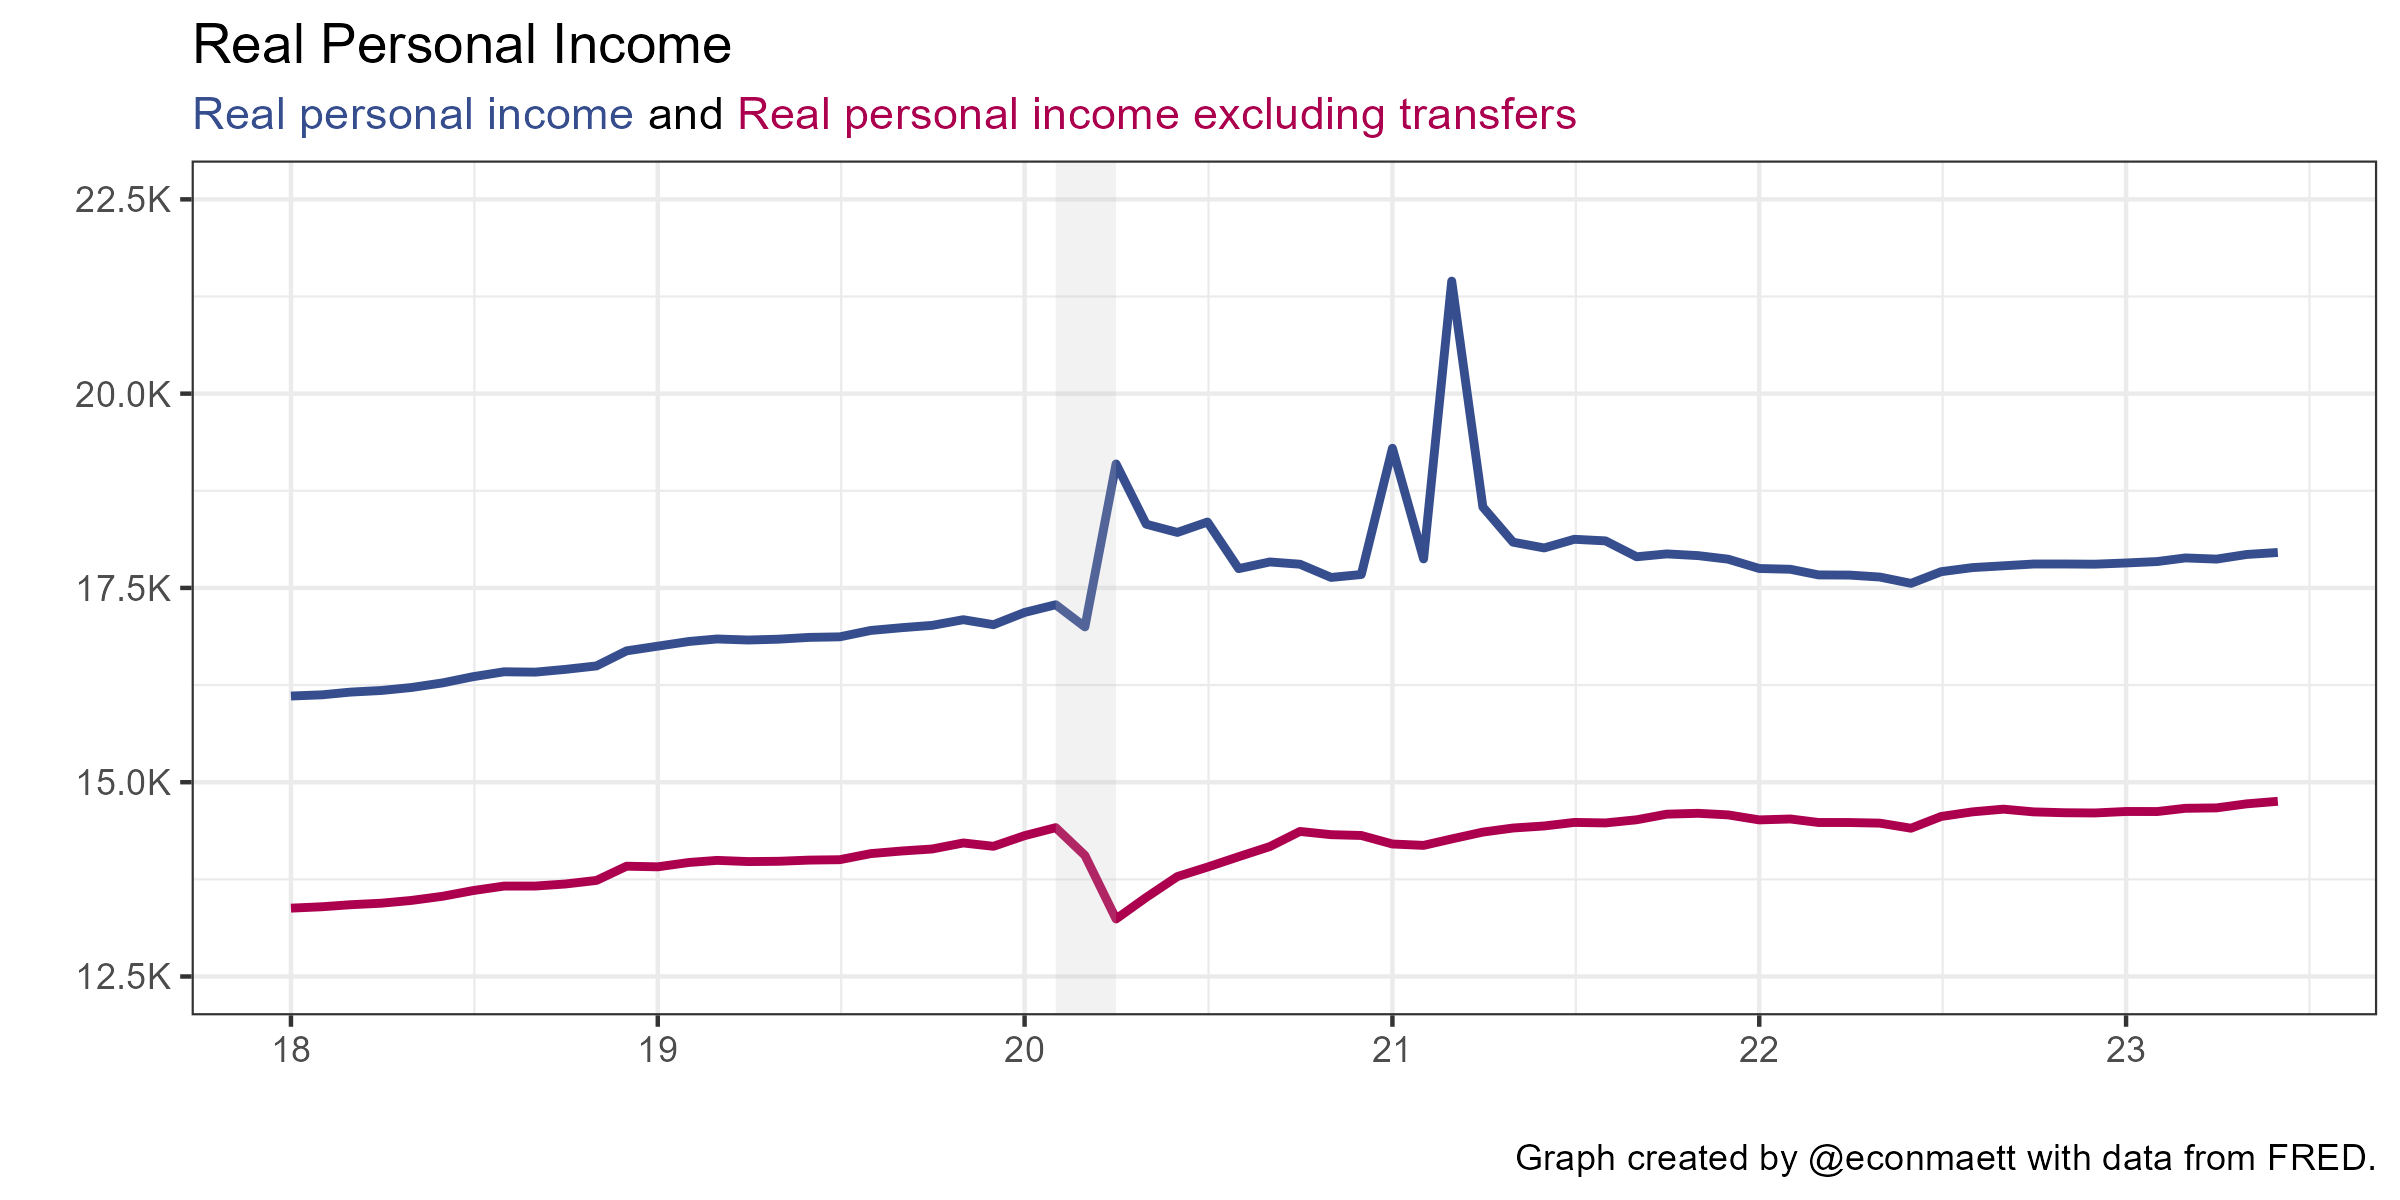 Real Personal Income
Real personal income and Real personal income excluding transfers
22.5K
20.0K
17.5K
15.0K
12.5K
18 19 20 21 22 23
Graph created by @econmaett with data from FRED.